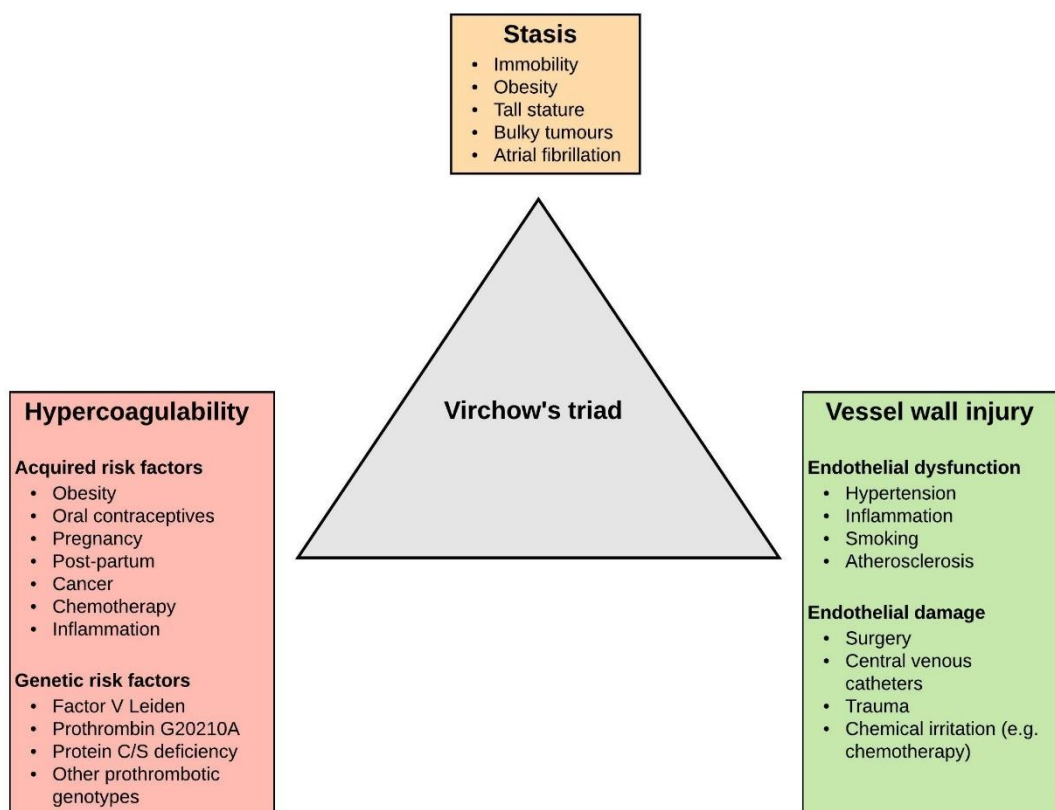 Stasis
• Immobility
• Obesity
• Tall stature
• Bulky tumours
• Atrial fibrillation
Virchow's triad
Hypercoagulability
Acquired risk factors
• Obesity
• Oral contraceptives
• Pregnancy
• Post-partum
• Cancer
• Chemotherapy
• Inflammation
Genetic risk factors
• Factor V Leiden
• Prothrombin G20210A
• Protein C/S deficiency
• Other prothrombotic
genotypes
Vessel wall injury
Endothelial dysfunction
• Hypertension
• Inflammation
• Smoking
• Atherosclerosis
Endothelial damage
• Surgery
• Central venous
catheters
• Trauma
• Chemical irritation (e.g.
chemotherapy)